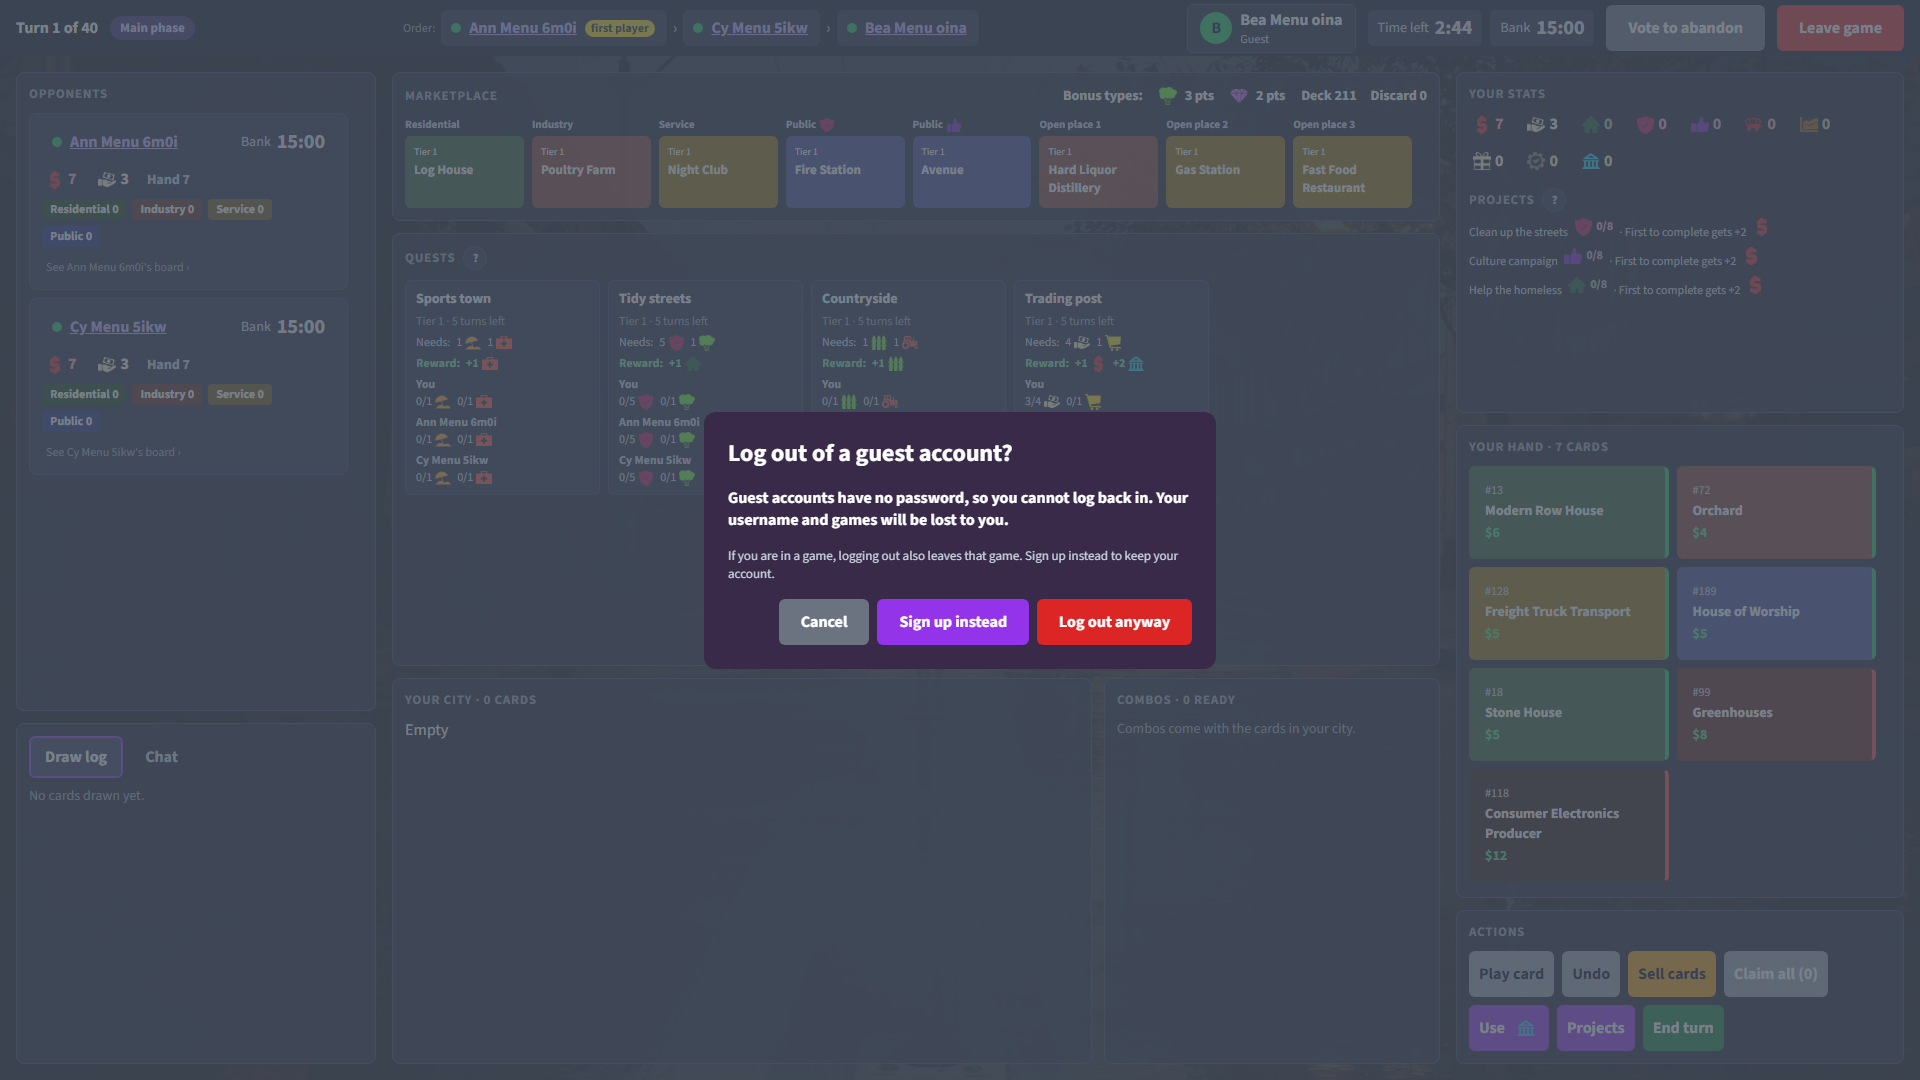 Turn 1 of 40 Main phase
Order: Ann Menu 6m0i first player › Cy Menu 5ikw › Bea Menu oina
B Bea Menu oina
Guest
Time left 2:44 Bank 15:00 Vote to abandon Leave game
OPPONENTS
Ann Menu 6m0i Bank 15:00
7 3 Hand 7
Residential 0 Industry 0 Service 0
Public 0
See Ann Menu 6m0i's board ›
Cy Menu 5ikw Bank 15:00
7 3 Hand 7
Residential 0 Industry 0 Service 0
Public 0
See Cy Menu 5ikw's board ›
Draw log Chat
No cards drawn yet.
MARKETPLACE Bonus types: 3 pts 2 pts Deck 211 Discard 0
Residential Industry Service Public Public Open place 1 Open place 2 Open place 3
Tier 1 Tier 1 Tier 1 Tier 1 Tier 1 Tier 1 Tier 1 Tier 1
Log House Poultry Farm Night Club Fire Station Avenue Hard Liquor Gas Station Fast Food
Distillery Restaurant
QUESTS ?
Sports town
Tier 1 · 5 turns left
Needs: 1 1
Reward: +1
You
0/1 0/1
Ann Menu 6m0i
0/1 0/1
Cy Menu 5ikw
0/1 0/1
Tidy streets
Tier 1 · 5 turns left
Needs: 5 1
Reward: +1
You
0/5 0/1
Ann Menu 6m0i
0/5 0/1
Cy Menu 5ikw
0/5 0/1
Countryside
Tier 1 · 5 turns left
Needs: 1 1
Reward: +1
You
0/1 0/1
Trading post
Tier 1 · 5 turns left
Needs: 4 1
Reward: +1 +2
You
3/4 0/1
Log out of a guest account?
Guest accounts have no password, so you cannot log back in. Your
username and games will be lost to you.
If you are in a game, logging out also leaves that game. Sign up instead to keep your
account.
Cancel Sign up instead Log out anyway
YOUR CITY · 0 CARDS
Empty
COMBOS · 0 READY
Combos come with the cards in your city.
YOUR STATS
7 3 0 0 0 0 0
0 0 0
PROJECTS ?
Clean up the streets 0/8 · First to complete gets +2
Culture campaign 0/8 · First to complete gets +2
Help the homeless 0/8 · First to complete gets +2
YOUR HAND · 7 CARDS
#13
Modern Row House
$6
#72
Orchard
$4
#128
Freight Truck Transport
$5
#189
House of Worship
$5
#18
Stone House
$5
#99
Greenhouses
$8
#118
Consumer Electronics
Producer
$12
ACTIONS
Play card Undo Sell cards Claim all (0)
Use Projects End turn